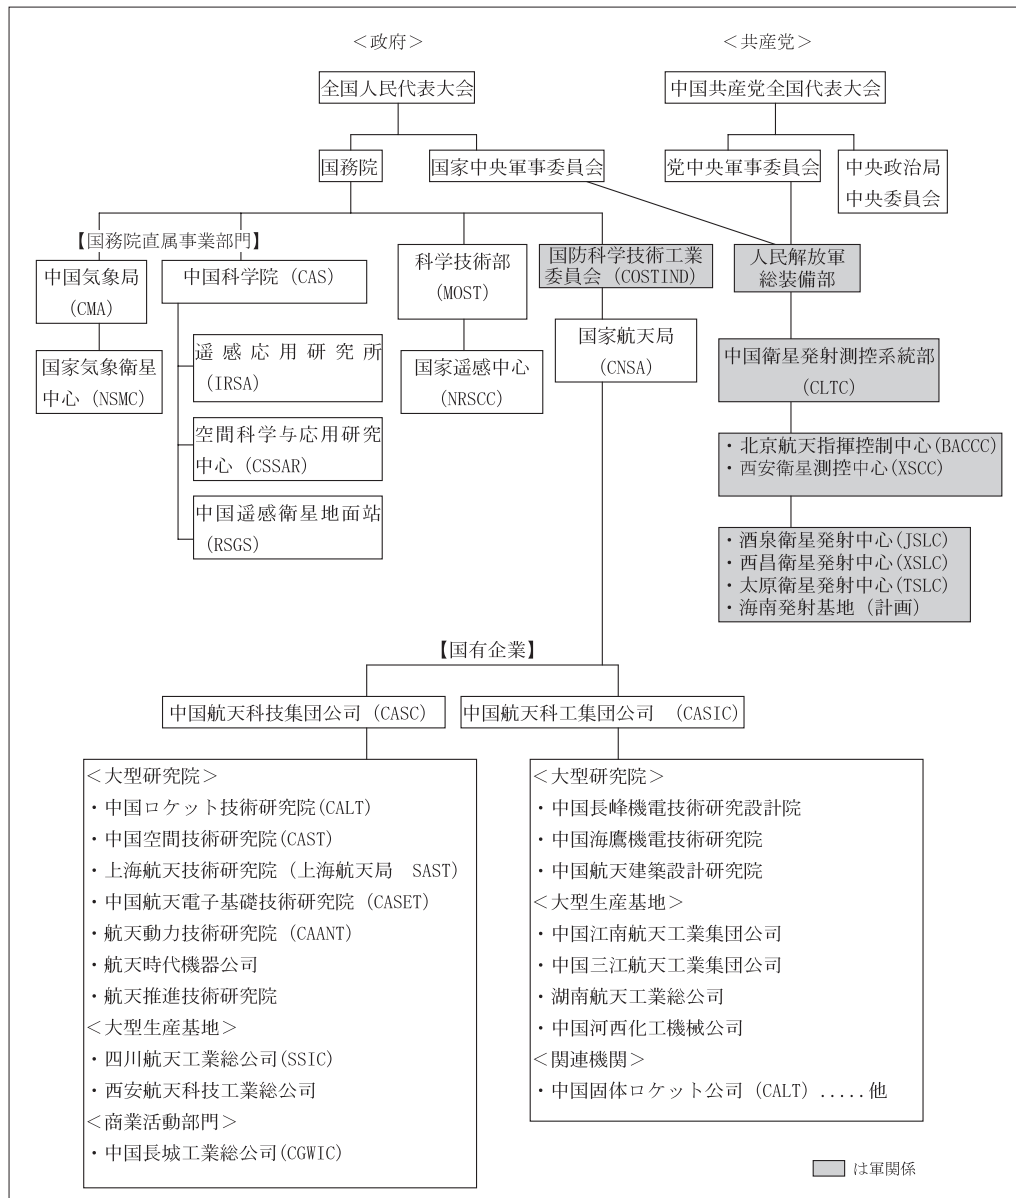 ＜政府＞
＜共産党＞
全国人民代表大会
中国共産党全国代表大会
国務院
国家中央軍事委員会
党中央軍事委員会
中央政治局
中央委員会
【国務院直属事業部門】
中国気象局
(CMA)
国家気象衛星
中心(NSMC)
中国科学院(CAS)
遥感応用研究所
(IRSA)
空間科学与応用研究
中心(CSSAR)
中国遥感衛星地面站
(RSGS)
科学技術部
(MOST)
国家遥感中心
(NRSCC)
国防科学技術工業
委員会(COSTIND)
国家航天局
(CNSA)
人民解放軍
総装備部
中国衛星発射測控系統部
(CLTC)
・北京航天指揮控制中心(BACCC)
・西安衛星測控中心(XSCC)
・酒泉衛星発射中心(JSLC)
・西昌衛星発射中心(XSLC)
・太原衛星発射中心(TSLC)
・海南発射基地(計画)
【国有企業】
中国航天科技集団公司(CASC)
＜大型研究院＞
・中国ロケット技術研究院(CALT)
・中国空間技術研究院(CAST)
・上海航天技術研究院(上海航天局　SAST)
・中国航天電子基礎技術研究院(CASET)
・航天動力技術研究院(CAANT)
・航天時代機器公司
・航天推進技術研究院
＜大型生産基地＞
・四川航天工業総公司(SSIC)
・西安航天科技工業総公司
＜商業活動部門＞
・中国長城工業総公司(CGWIC)
中国航天科工集団公司　(CASIC)
＜大型研究院＞
・中国長峰機電技術研究設計院
・中国海鷹機電技術研究院
・中国航天建築設計研究院
＜大型生産基地＞
・中国江南航天工業集団公司
・中国三江航天工業集団公司
・湖南航天工業総公司
・中国河西化工機械公司
＜関連機関＞
・中国固体ロケット公司(CALT).....他
は軍関係